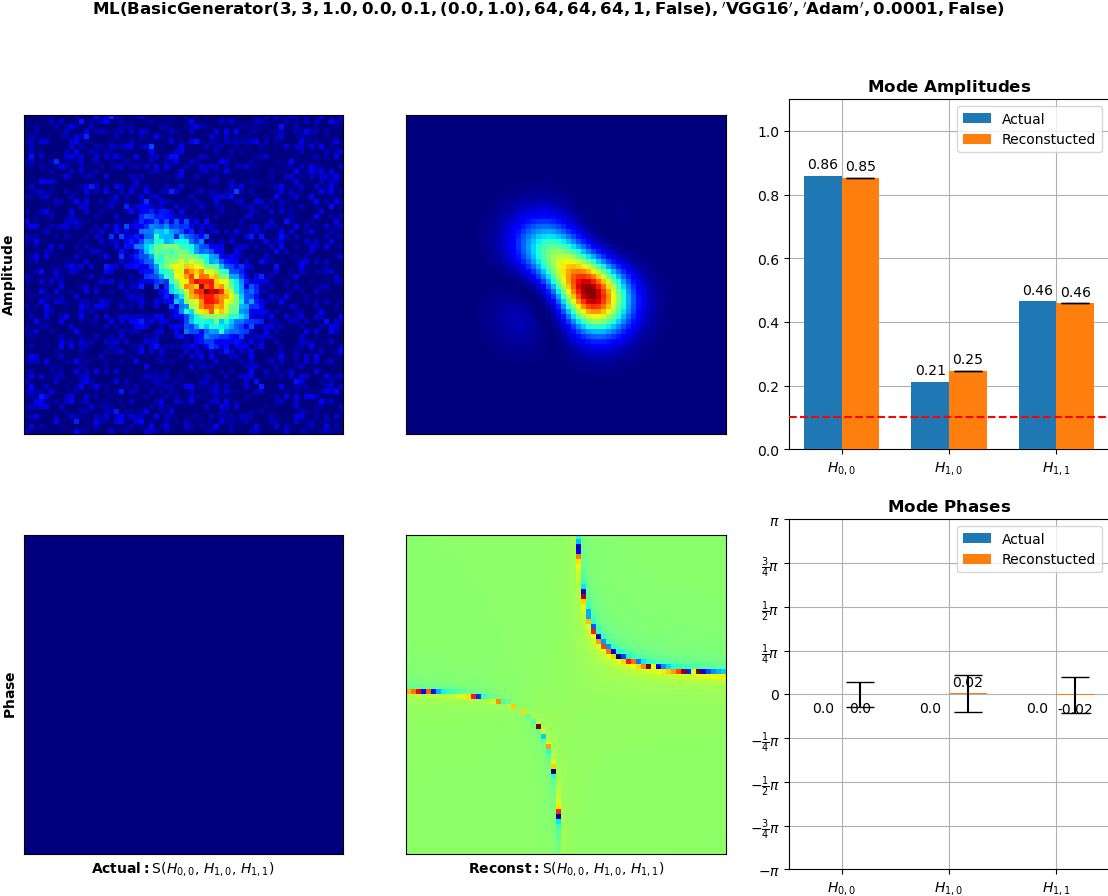 ML(BasicGenerator(3, 3, 1.0, 0.0, 0.1, (0.0, 1.0), 64, 64, 64, 1, False), ′VGG16′, ′Adam′, 0.0001, False)
Amplitude
Mode Amplitudes
Actual
Reconstucted
1.0
0.8
0.6
0.4
0.2
0.0
0.86
0.85
0.21
0.25
0.46
0.46
H0,0
H1,0
H1,1
Phase
Actual: S(H0,0, H1,0, H1,1)
Reconst: S(H0,0, H1,0, H1,1)
Mode Phases
Actual
Reconstucted
π
3/4π
1/2π
1/4π
0
−1/4π
−1/2π
−3/4π
−π
0.0
0.0
0.0
0.02
0.0
-0.02
H0,0
H1,0
H1,1